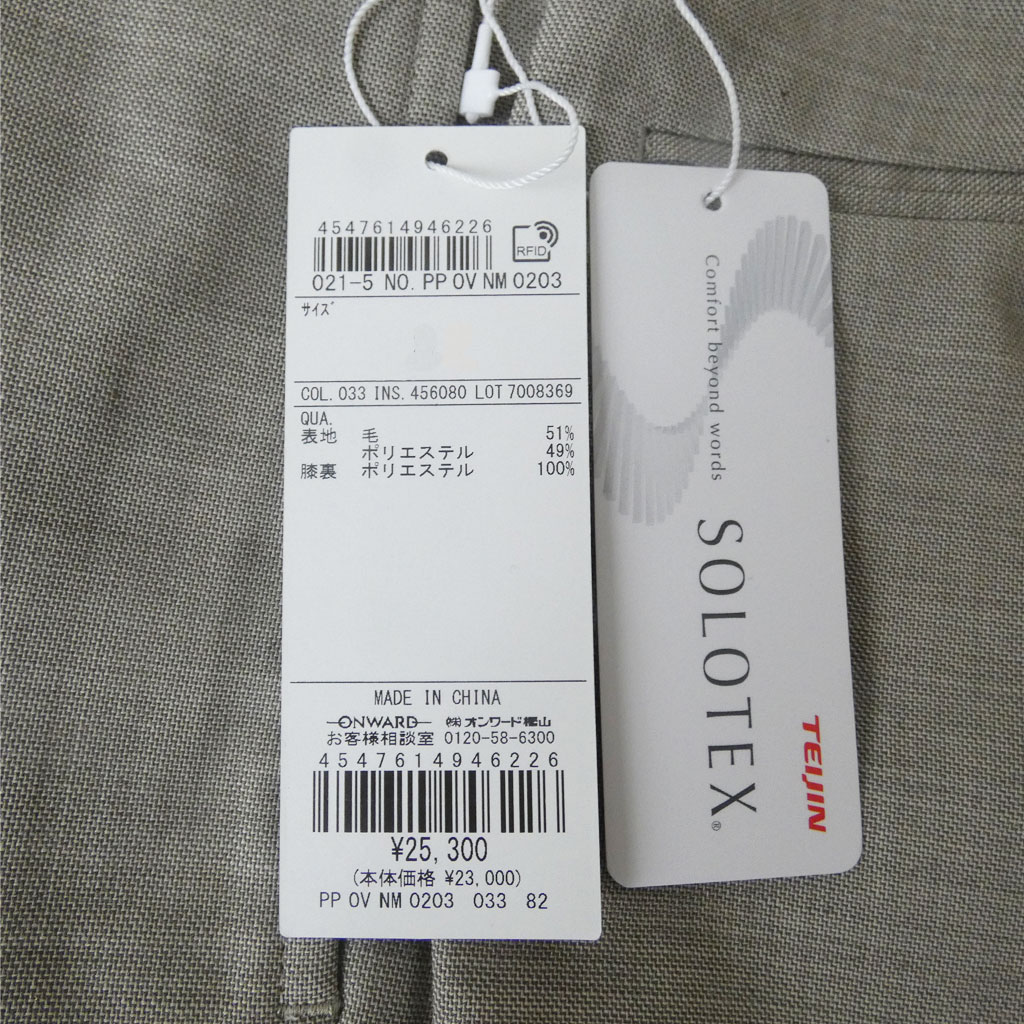 4547614946226
RFID
021-5 NO. PP OV NM 0203
ｻｲｽﾞ
COL. 033 INS. 456080 LOT 7008369
QUA.
表地 毛 51%
ポリエステル 49%
膝裏 ポリエステル 100%
MADE IN CHINA
ONWARD ㈱オンワード樫山
お客様相談室 0120-58-6300
4547614946226
¥25,300
(本体価格 ¥23,000)
PP OV NM 0203 033 82
Comfort beyond words
SOLOTEX®
TEIJIN